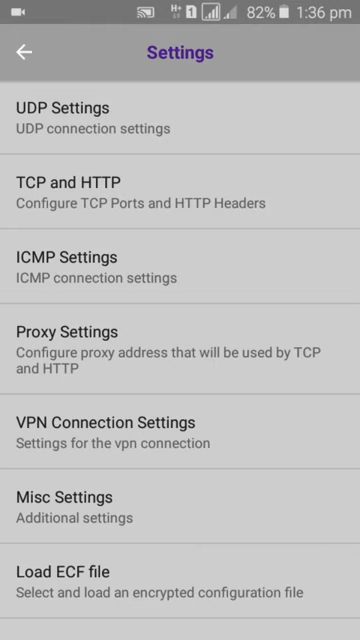 H+ 1 82% 1:36 pm
Settings
UDP Settings
UDP connection settings
TCP and HTTP
Configure TCP Ports and HTTP Headers
ICMP Settings
ICMP connection settings
Proxy Settings
Configure proxy address that will be used by TCP
and HTTP
VPN Connection Settings
Settings for the vpn connection
Misc Settings
Additional settings
Load ECF file
Select and load an encrypted configuration file